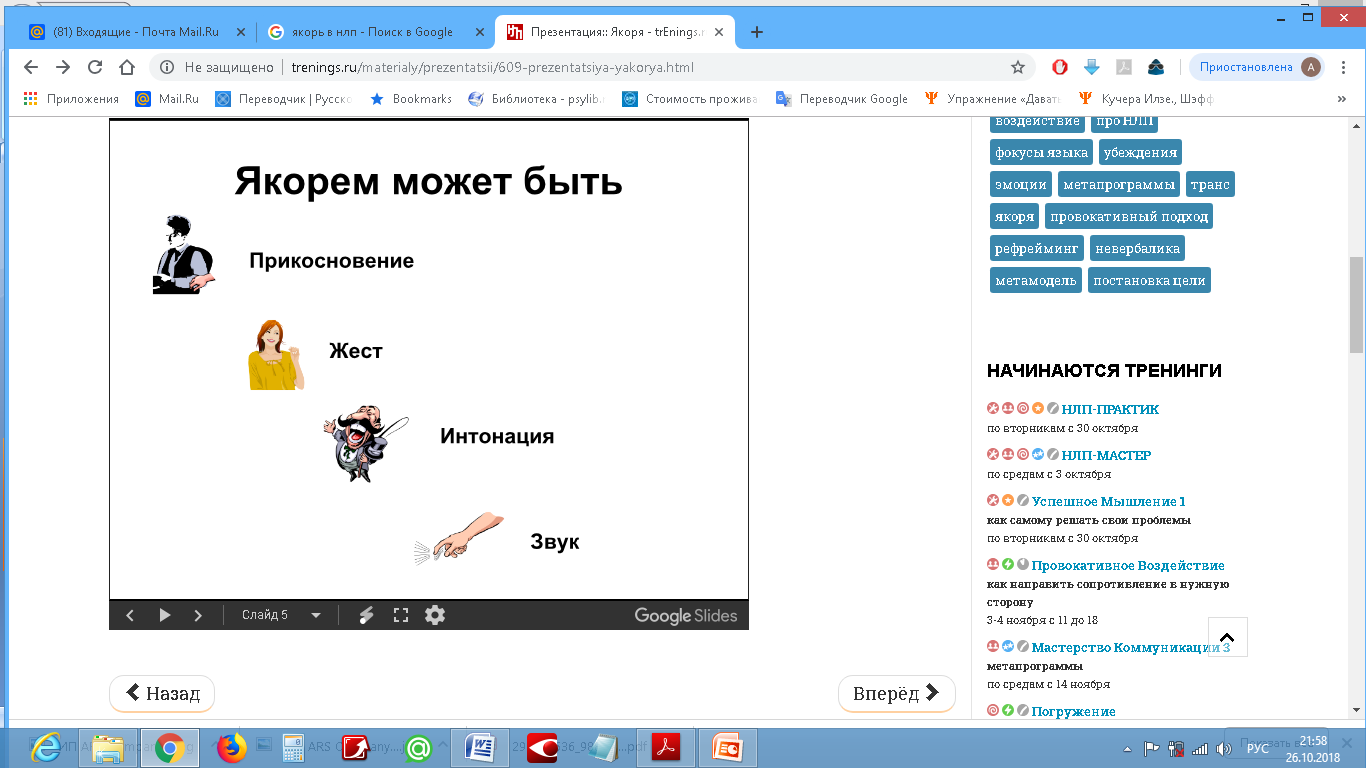 (81) Входящие - Почта Mail.Ru
якорь в нлп - Поиск в Google
Презентация:: Якоря - trEnings.r
Не защищено
trenings.ru/materialy/prezentatsii/609-prezentatsiya-yakorya.html
Приостановлена
А
Приложения
Mail.Ru
Переводчик | Русско
Bookmarks
Библиотека - psylib.
Стоимость прожива
Переводчик Google
Упражнение «Давать
Кучера Илзе., Шэфф
»
Якорем может быть
Прикосновение
Жест
Интонация
Звук
Слайд 5
Google Slides
Назад
Вперёд
воздействие про НЛП
фокусы языка убеждения
эмоции метапрограммы транс
якоря провокативный подход
рефрейминг невербалика
метамодель постановка цели
НАЧИНАЮТСЯ ТРЕНИНГИ
НЛП-ПРАКТИК
по вторникам с 30 октября
НЛП-МАСТЕР
по средам с 3 октября
Успешное Мышление 1
как самому решать свои проблемы
по вторникам с 30 октября
Провокативное Воздействие
как направить сопротивление в нужную
сторону
3-4 ноября с 11 до 18
Мастерство Коммуникации 3
метапрограммы
по средам с 14 ноября
Погружение
РУС
21:58
26.10.2018